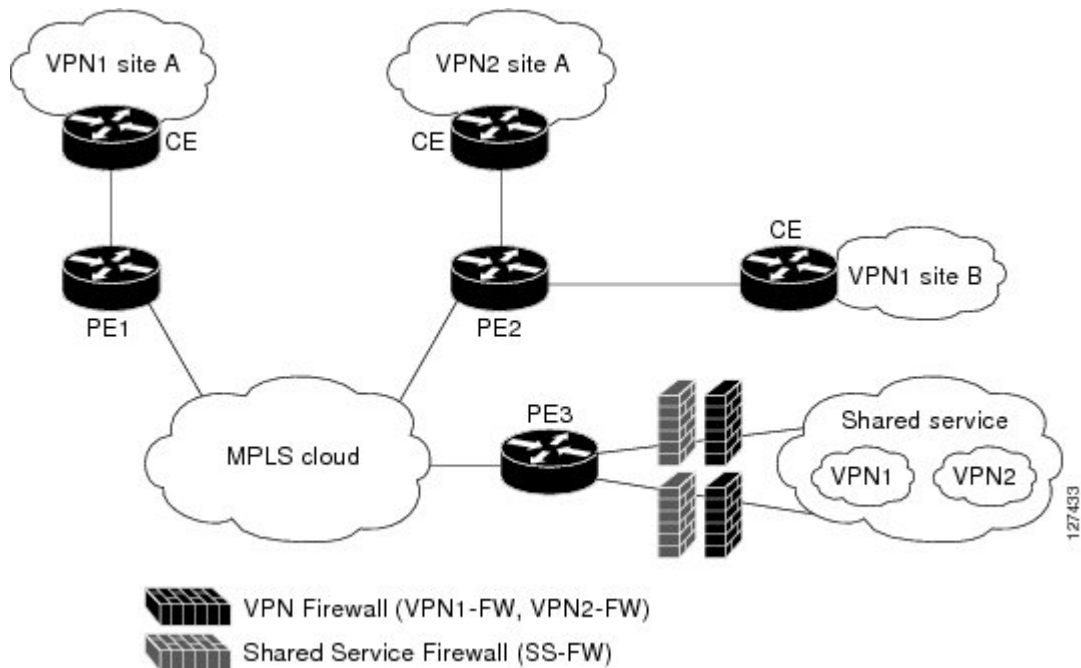 VPN1 site A
VPN2 site A
CE
CE
CE
VPN1 site B
PE1
PE2
PE3
Shared service
MPLS cloud
VPN1
VPN2
127433
VPN Firewall (VPN1-FW, VPN2-FW)
Shared Service Firewall (SS-FW)